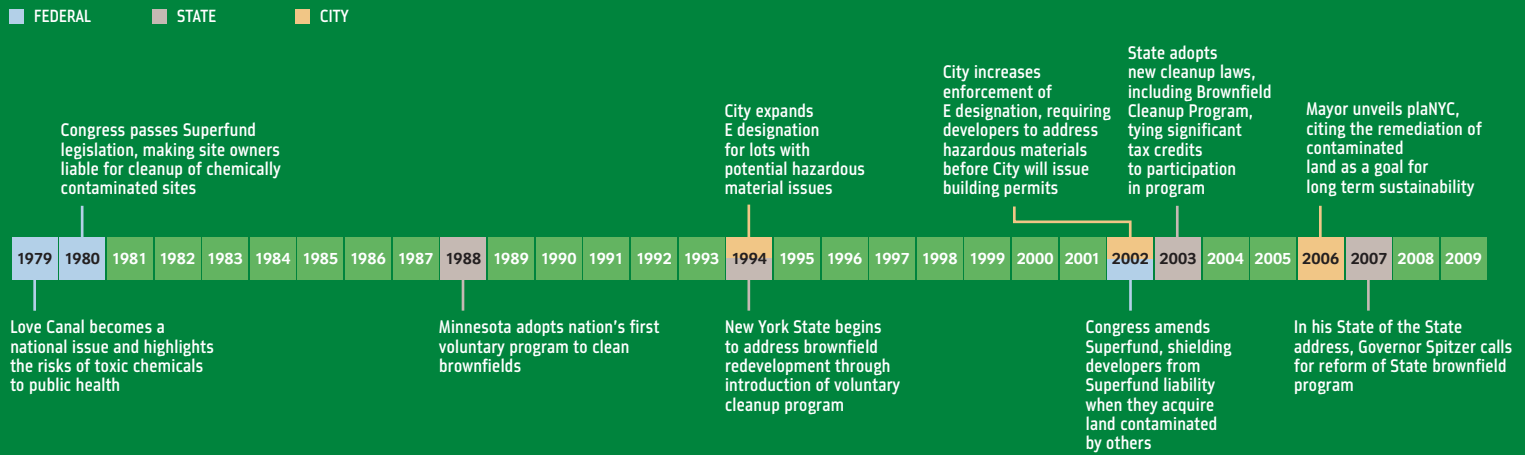 FEDERAL
STATE
CITY
Congress passes Superfund
legislation, making site owners
liable for cleanup of chemically
contaminated sites
City expands
E designation
for lots with
potential hazardous
material issues
City increases
enforcement of
E designation, requiring
developers to address
hazardous materials
before City will issue
building permits
State adopts
new cleanup laws,
including Brownfield
Cleanup Program,
tying significant
tax credits
to participation
in program
Mayor unveils plaNYC,
citing the remediation of
contaminated
land as a goal for
long term sustainability
1979 1980 1981 1982 1983 1984 1985 1986 1987 1988 1989 1990 1991 1992 1993 1994 1995 1996 1997 1998 1999 2000 2001 2002 2003 2004 2005 2006 2007 2008 2009
Love Canal becomes a
national issue and highlights
the risks of toxic chemicals
to public health
Minnesota adopts nation's first
voluntary program to clean
brownfields
New York State begins
to address brownfield
redevelopment through
introduction of voluntary
cleanup program
Congress amends
Superfund, shielding
developers from
Superfund liability
when they acquire
land contaminated
by others
In his State of the State
address, Governor Spitzer calls
for reform of State brownfield
program